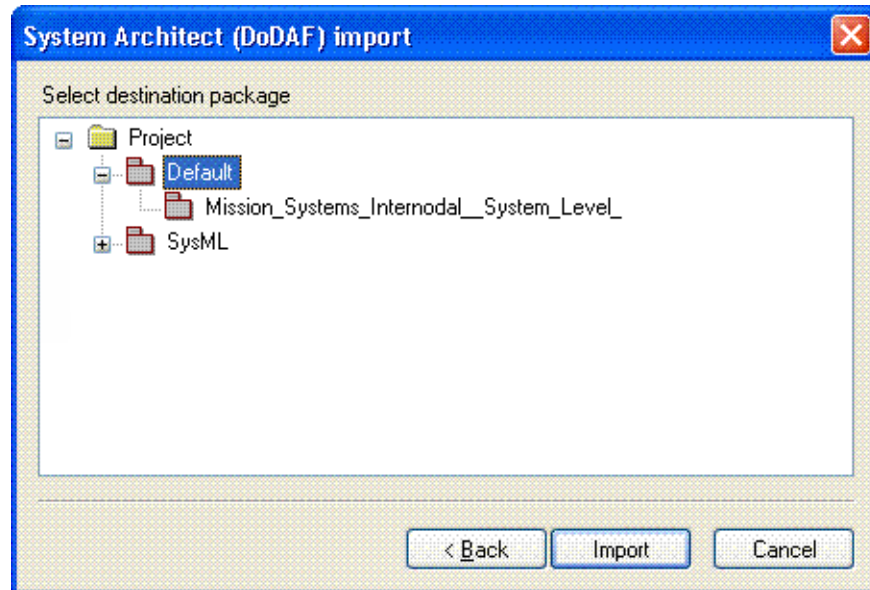 System Architect (DoDAF) import
Select destination package
Project
Default
Mission_Systems_Internodal__System_Level_
SysML
< Back Import Cancel